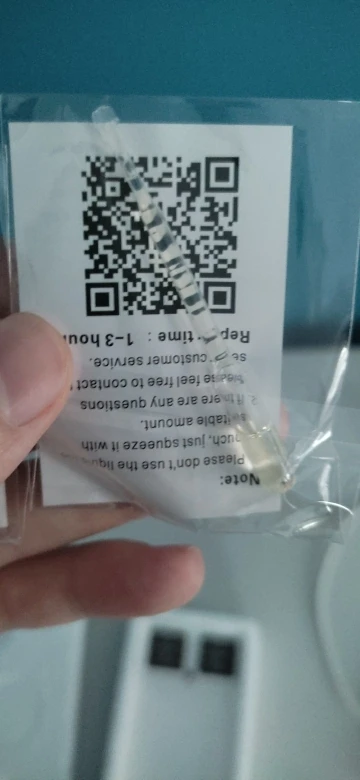 Note:
Please don't use the
much, just squeeze it with
suitable amount.
2. If there are any questions
please feel free to contact
customer service.
time : 1-3